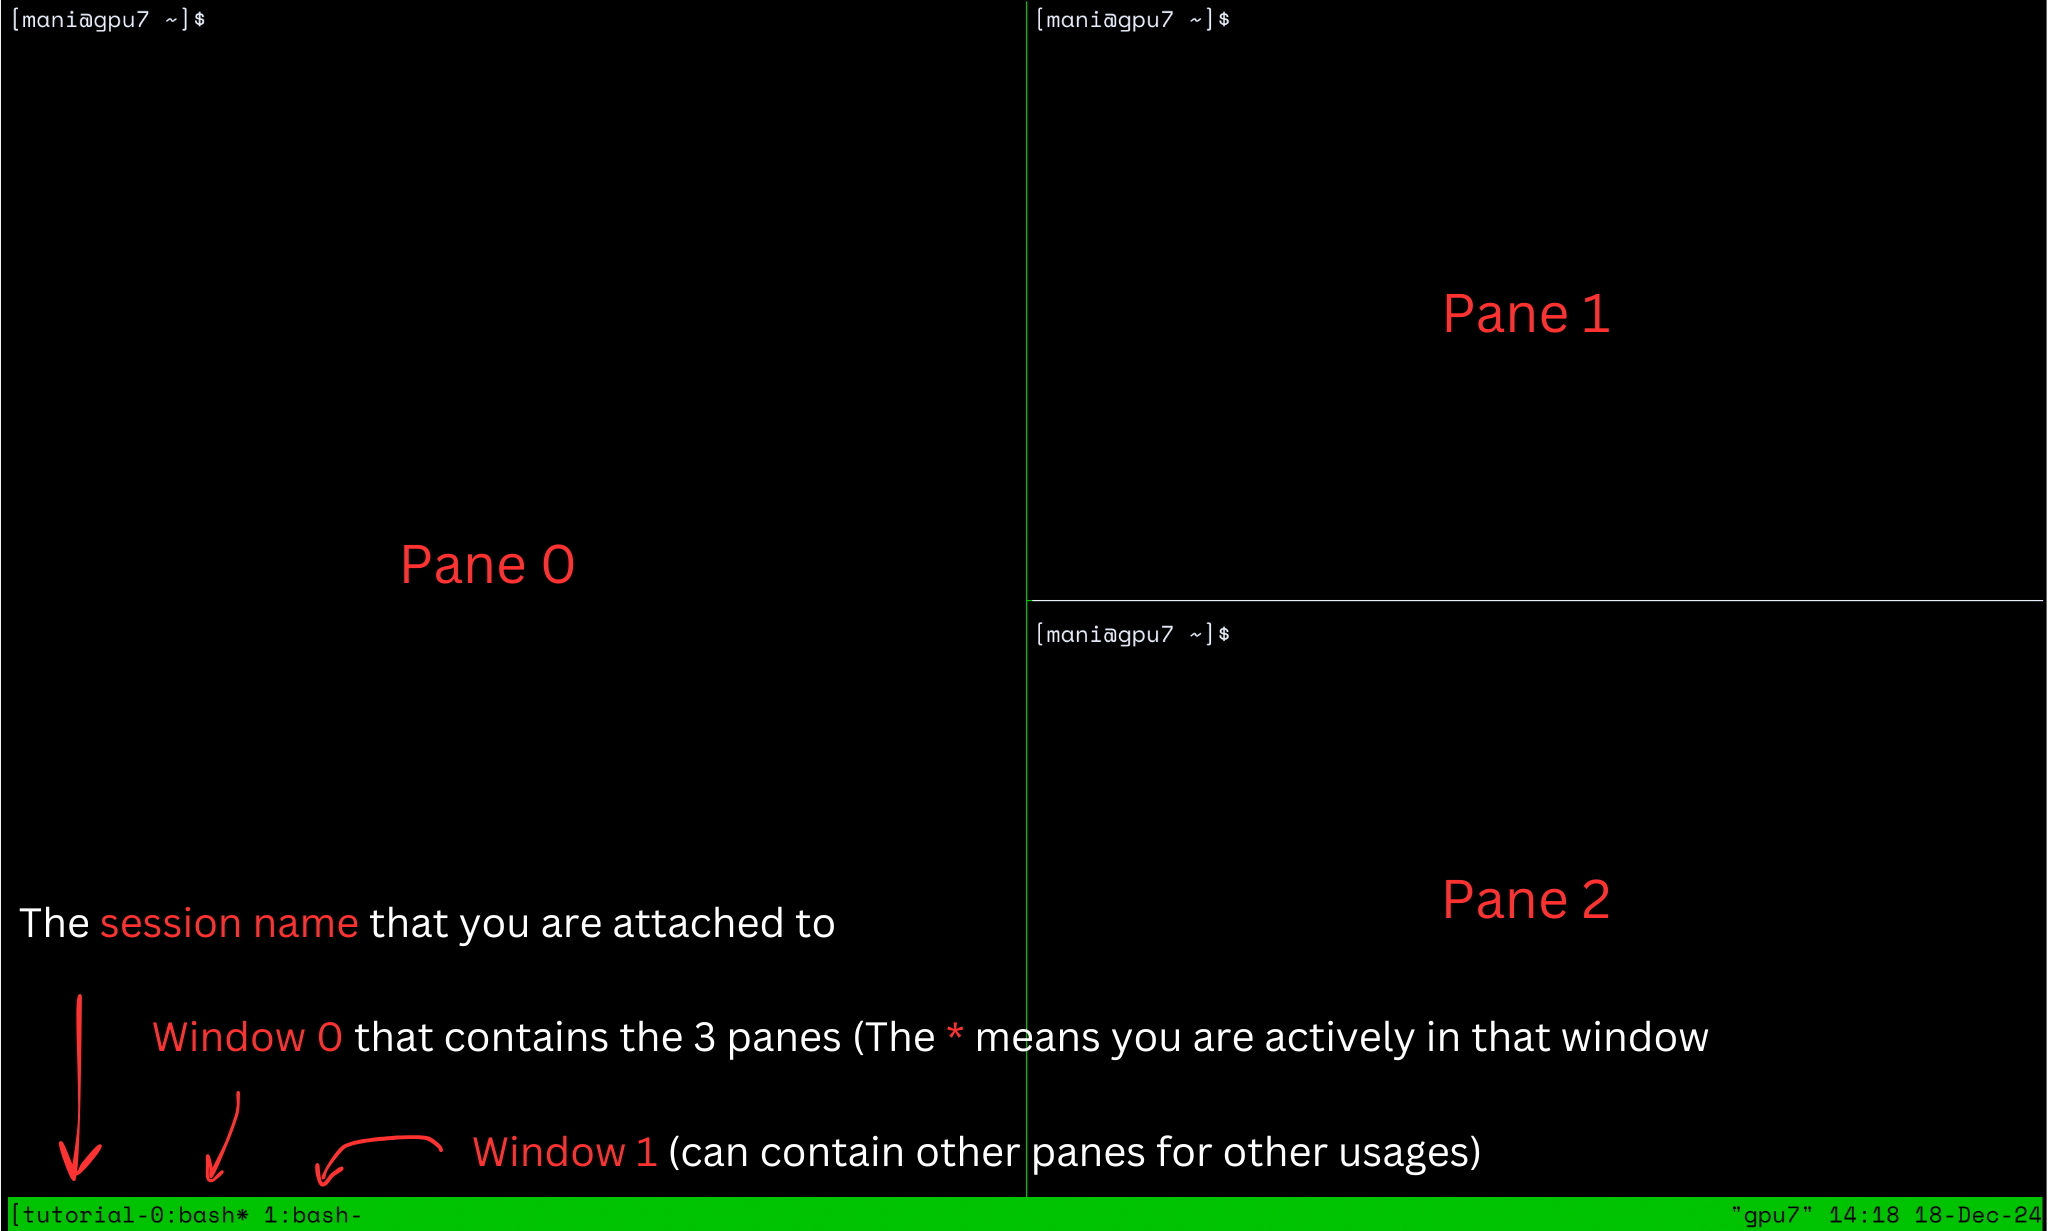 [mani@gpu7 ~]$
Pane 0
[mani@gpu7 ~]$
Pane 1
[mani@gpu7 ~]$
Pane 2
The session name that you are attached to
Window 0 that contains the 3 panes (The * means you are actively in that window
Window 1 (can contain other panes for other usages)
[tutorial-0:bash* 1:bash- "gpu7" 14:18 18-Dec-24